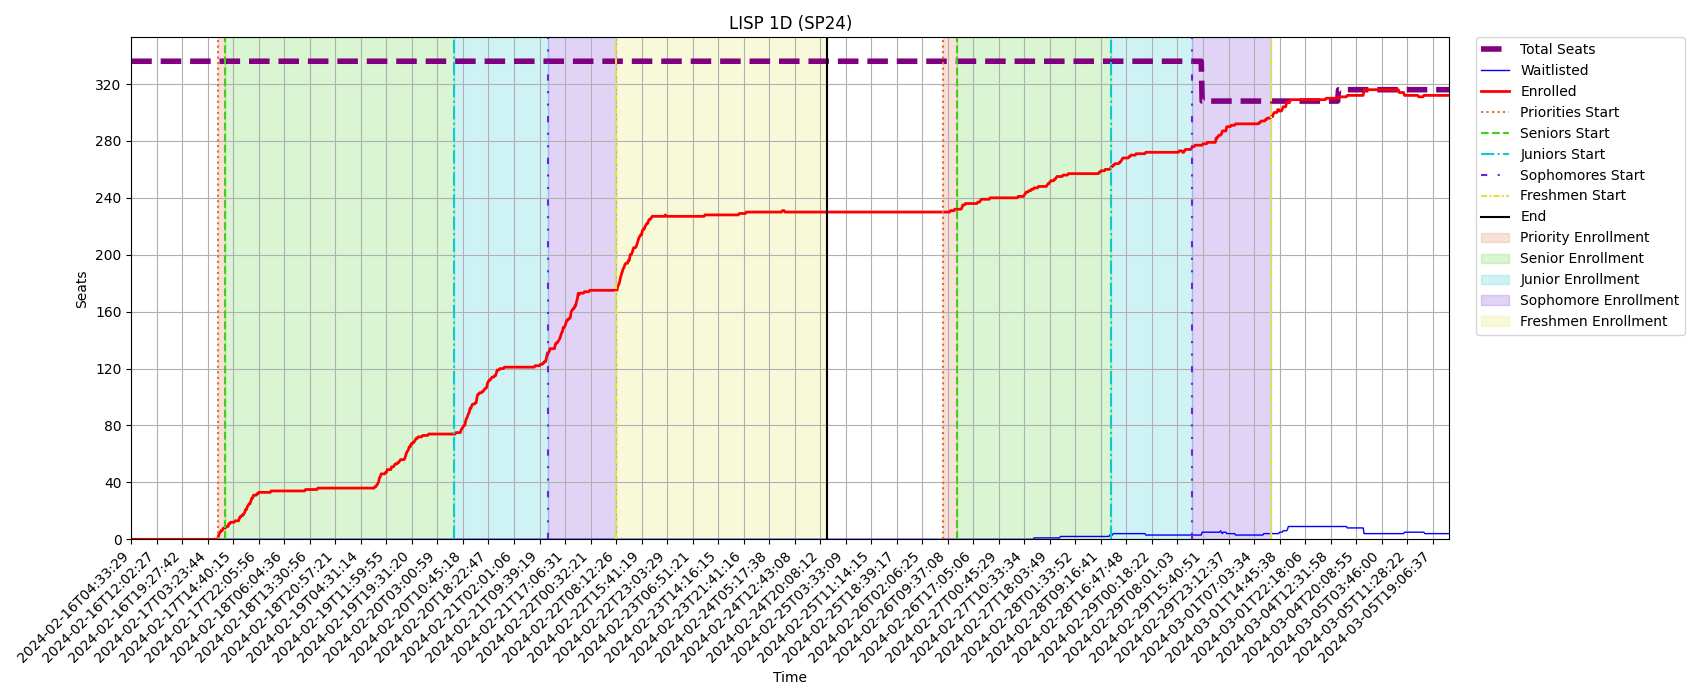 LISP 1D (SP24)
Seats
320
280
240
200
160
120
80
40
0
2024-02-16T04:33:29
2024-02-16T12:02:27
2024-02-16T19:27:42
2024-02-17T03:23:44
2024-02-17T14:40:15
2024-02-17T22:05:56
2024-02-18T06:04:36
2024-02-18T13:30:56
2024-02-18T20:57:21
2024-02-19T04:31:14
2024-02-19T11:59:55
2024-02-19T19:31:20
2024-02-20T03:00:59
2024-02-20T10:45:18
2024-02-20T18:22:47
2024-02-21T02:01:06
2024-02-21T09:39:19
2024-02-21T17:06:31
2024-02-22T00:32:21
2024-02-22T08:12:26
2024-02-22T15:41:19
2024-02-22T23:03:29
2024-02-23T06:51:21
2024-02-23T14:16:15
2024-02-23T21:41:16
2024-02-24T05:17:38
2024-02-24T12:43:08
2024-02-24T20:08:12
2024-02-25T03:33:09
2024-02-25T11:14:15
2024-02-25T18:39:17
2024-02-26T02:06:25
2024-02-26T09:37:08
2024-02-26T17:05:06
2024-02-27T00:45:29
2024-02-27T10:33:34
2024-02-27T18:03:49
2024-02-28T01:33:52
2024-02-28T09:16:41
2024-02-28T16:47:48
2024-02-29T00:18:22
2024-02-29T08:01:03
2024-02-29T15:40:51
2024-02-29T23:12:37
2024-03-01T07:03:34
2024-03-01T14:45:38
2024-03-01T22:18:06
2024-03-04T12:31:58
2024-03-04T20:08:55
2024-03-05T03:46:00
2024-03-05T11:28:22
2024-03-05T19:06:37
Time
Total Seats
Waitlisted
Enrolled
Priorities Start
Seniors Start
Juniors Start
Sophomores Start
Freshmen Start
End
Priority Enrollment
Senior Enrollment
Junior Enrollment
Sophomore Enrollment
Freshmen Enrollment